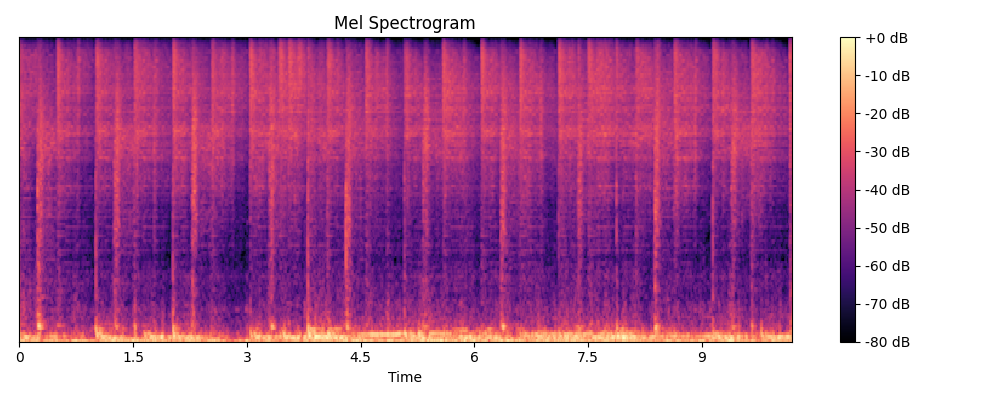 Mel Spectrogram
+0 dB
-10 dB
-20 dB
-30 dB
-40 dB
-50 dB
-60 dB
-70 dB
-80 dB
0 1.5 3 4.5 6 7.5 9
Time